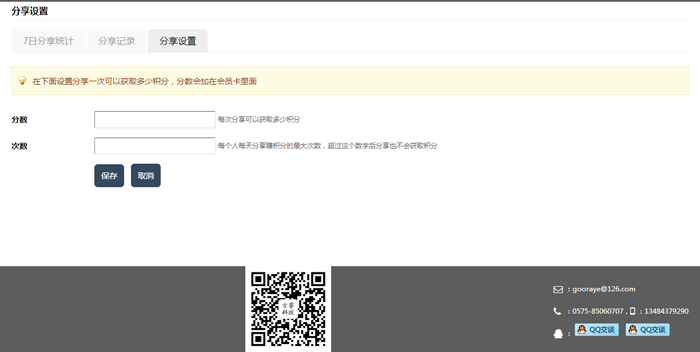 分享设置
7日分享统计 分享记录 分享设置
在下面设置分享一次可以获取多少积分，分数会加在会员卡里面
分数 每次分享可以获取多少积分
次数 每个人每天分享赚积分的最大次数，超过这个数字后分享也不会获取积分
保存 取消
古睿
科技
：gooraye@126.com
：0575-85060707，：13484379290
：QQ交谈 QQ交谈